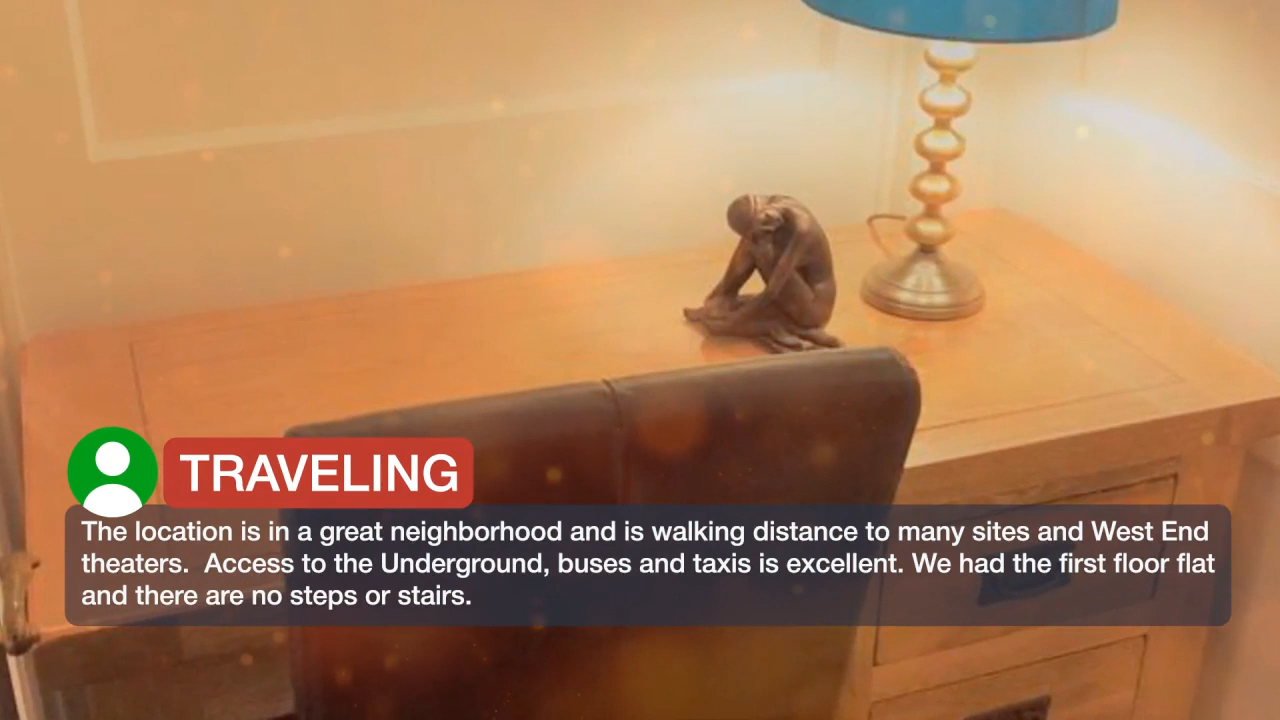 TRAVELING
The location is in a great neighborhood and is walking distance to many sites and West End
theaters.  Access to the Underground, buses and taxis is excellent. We had the first floor flat
and there are no steps or stairs.